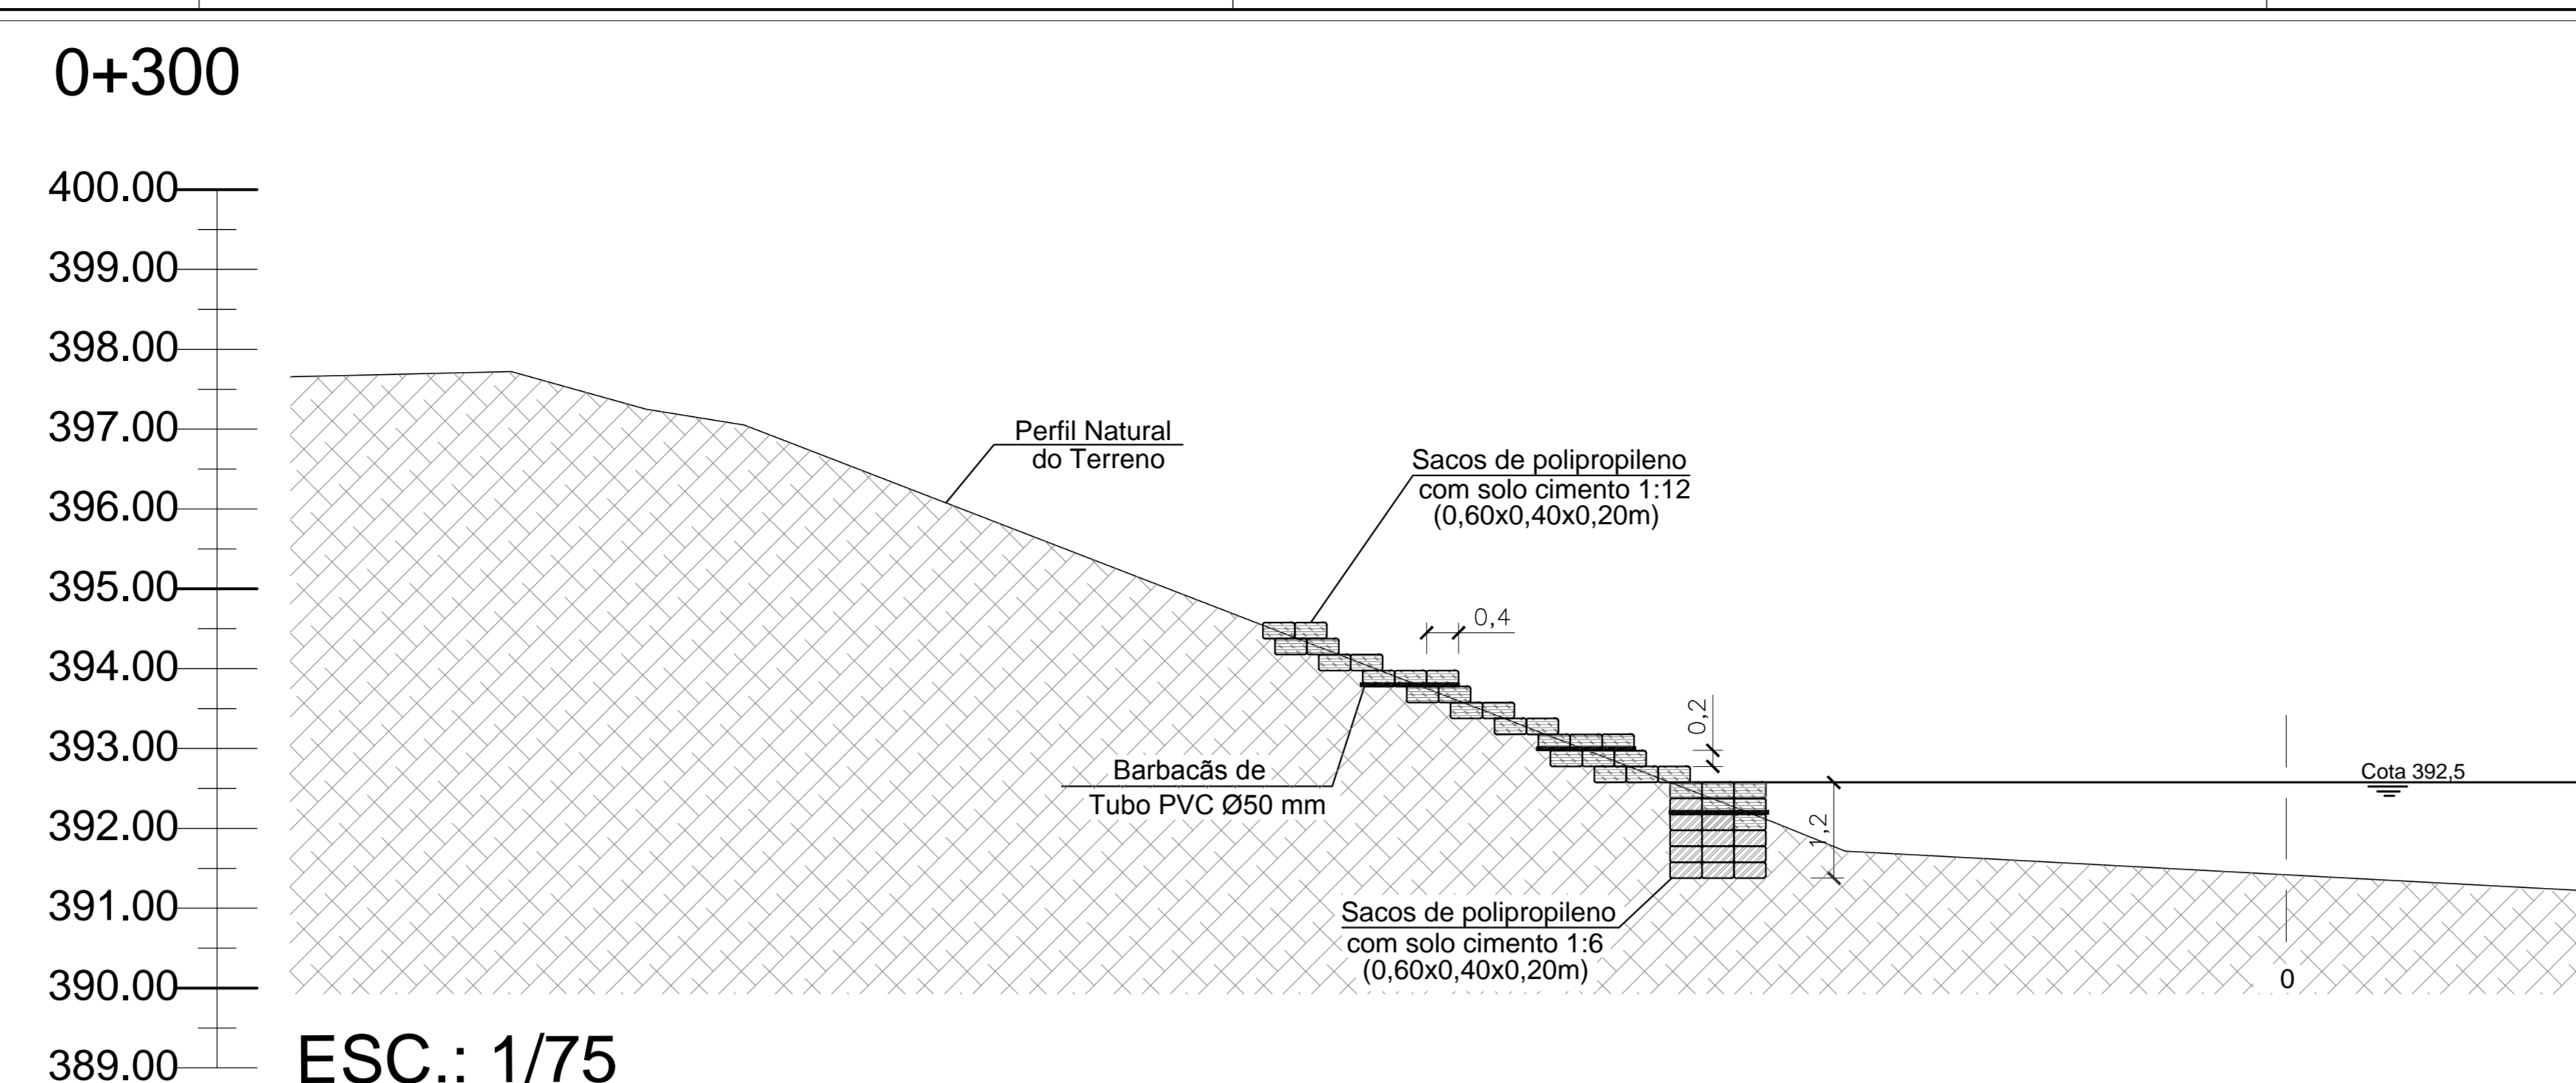 0+300
400.00
399.00
398.00
397.00
396.00
395.00
394.00
393.00
392.00
391.00
390.00
389.00
Perfil Natural
do Terreno
Sacos de polipropileno
com solo cimento 1:12
(0,60x0,40x0,20m)
0,4
0,2
Barbacãs de
Tubo PVC Ø50 mm
Cota 392,5
1,2
Sacos de polipropileno
com solo cimento 1:6
(0,60x0,40x0,20m)
0
ESC.: 1/75